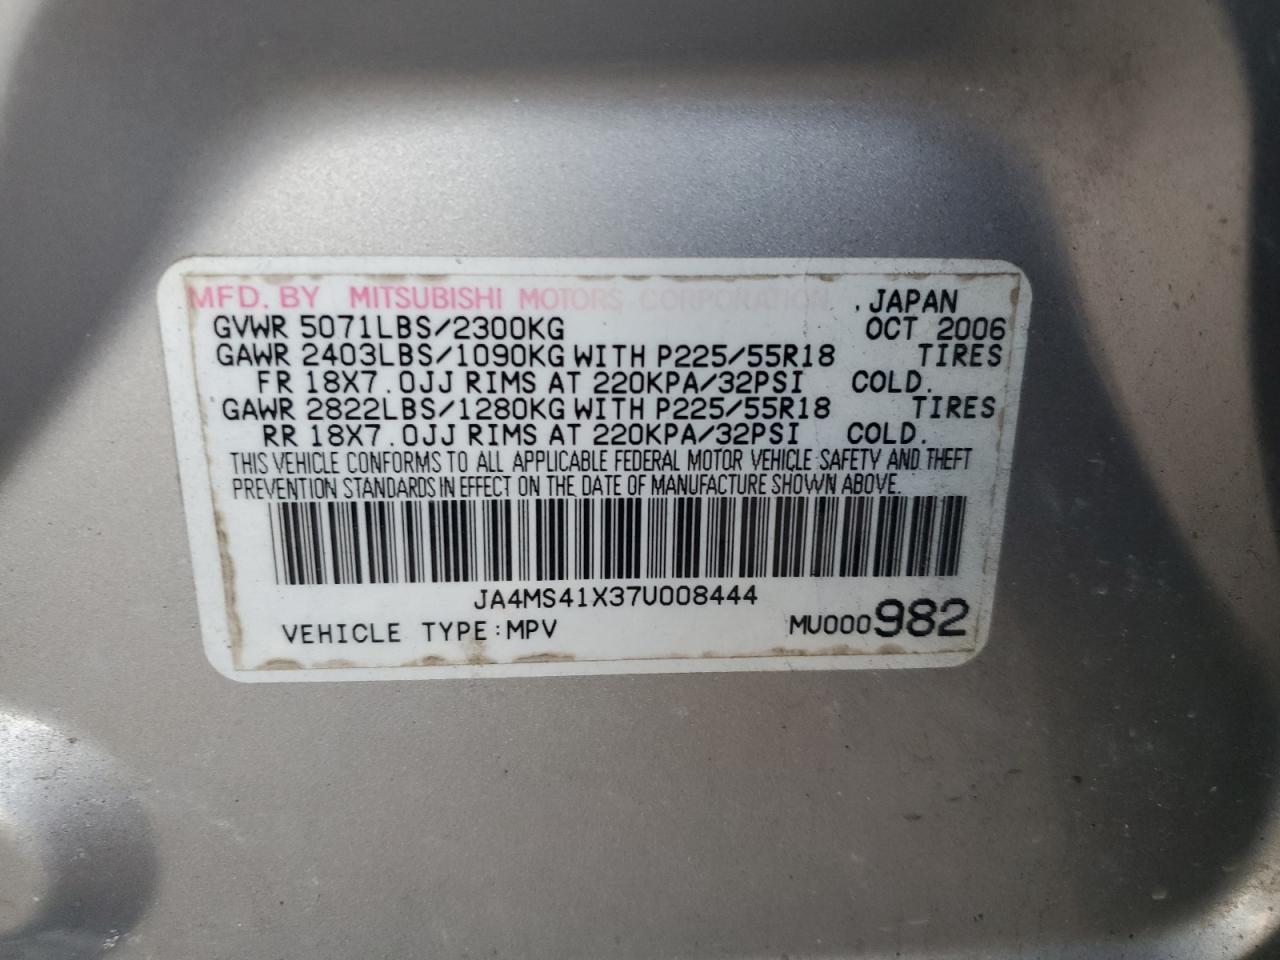 MFD. BY MITSUBISHI MOTORS CORPORATION, JAPAN
GVWR 5071LBS/2300KG OCT 2006
GAWR 2403LBS/1090KG WITH P225/55R18 TIRES
FR 18X7.0JJ RIMS AT 220KPA/32PSI COLD.
GAWR 2822LBS/1280KG WITH P225/55R18 TIRES
RR 18X7.0JJ RIMS AT 220KPA/32PSI COLD.
THIS VEHICLE CONFORMS TO ALL APPLICABLE FEDERAL MOTOR VEHICLE SAFETY AND THEFT
PREVENTION STANDARDS IN EFFECT ON THE DATE OF MANUFACTURE SHOWN ABOVE.
JA4MS41X37U008444
VEHICLE TYPE:MPV MU000982